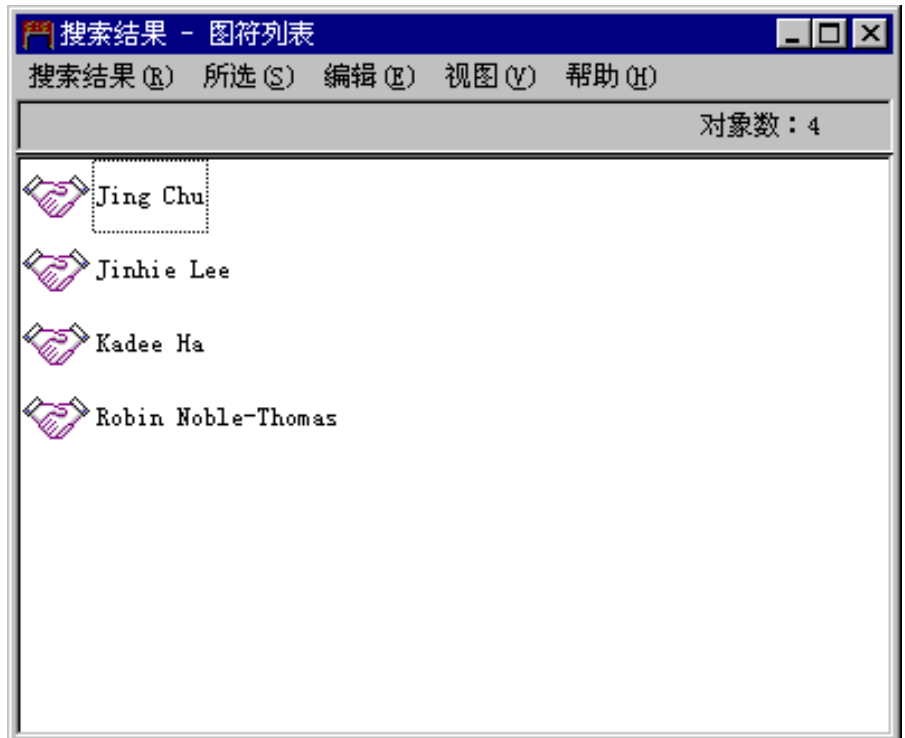 搜索结果 - 图符列表
搜索结果(R) 所选(S) 编辑(E) 视图(V) 帮助(H)
对象数：4
Jing Chu
Jinhie Lee
Kadee Ha
Robin Noble-Thomas